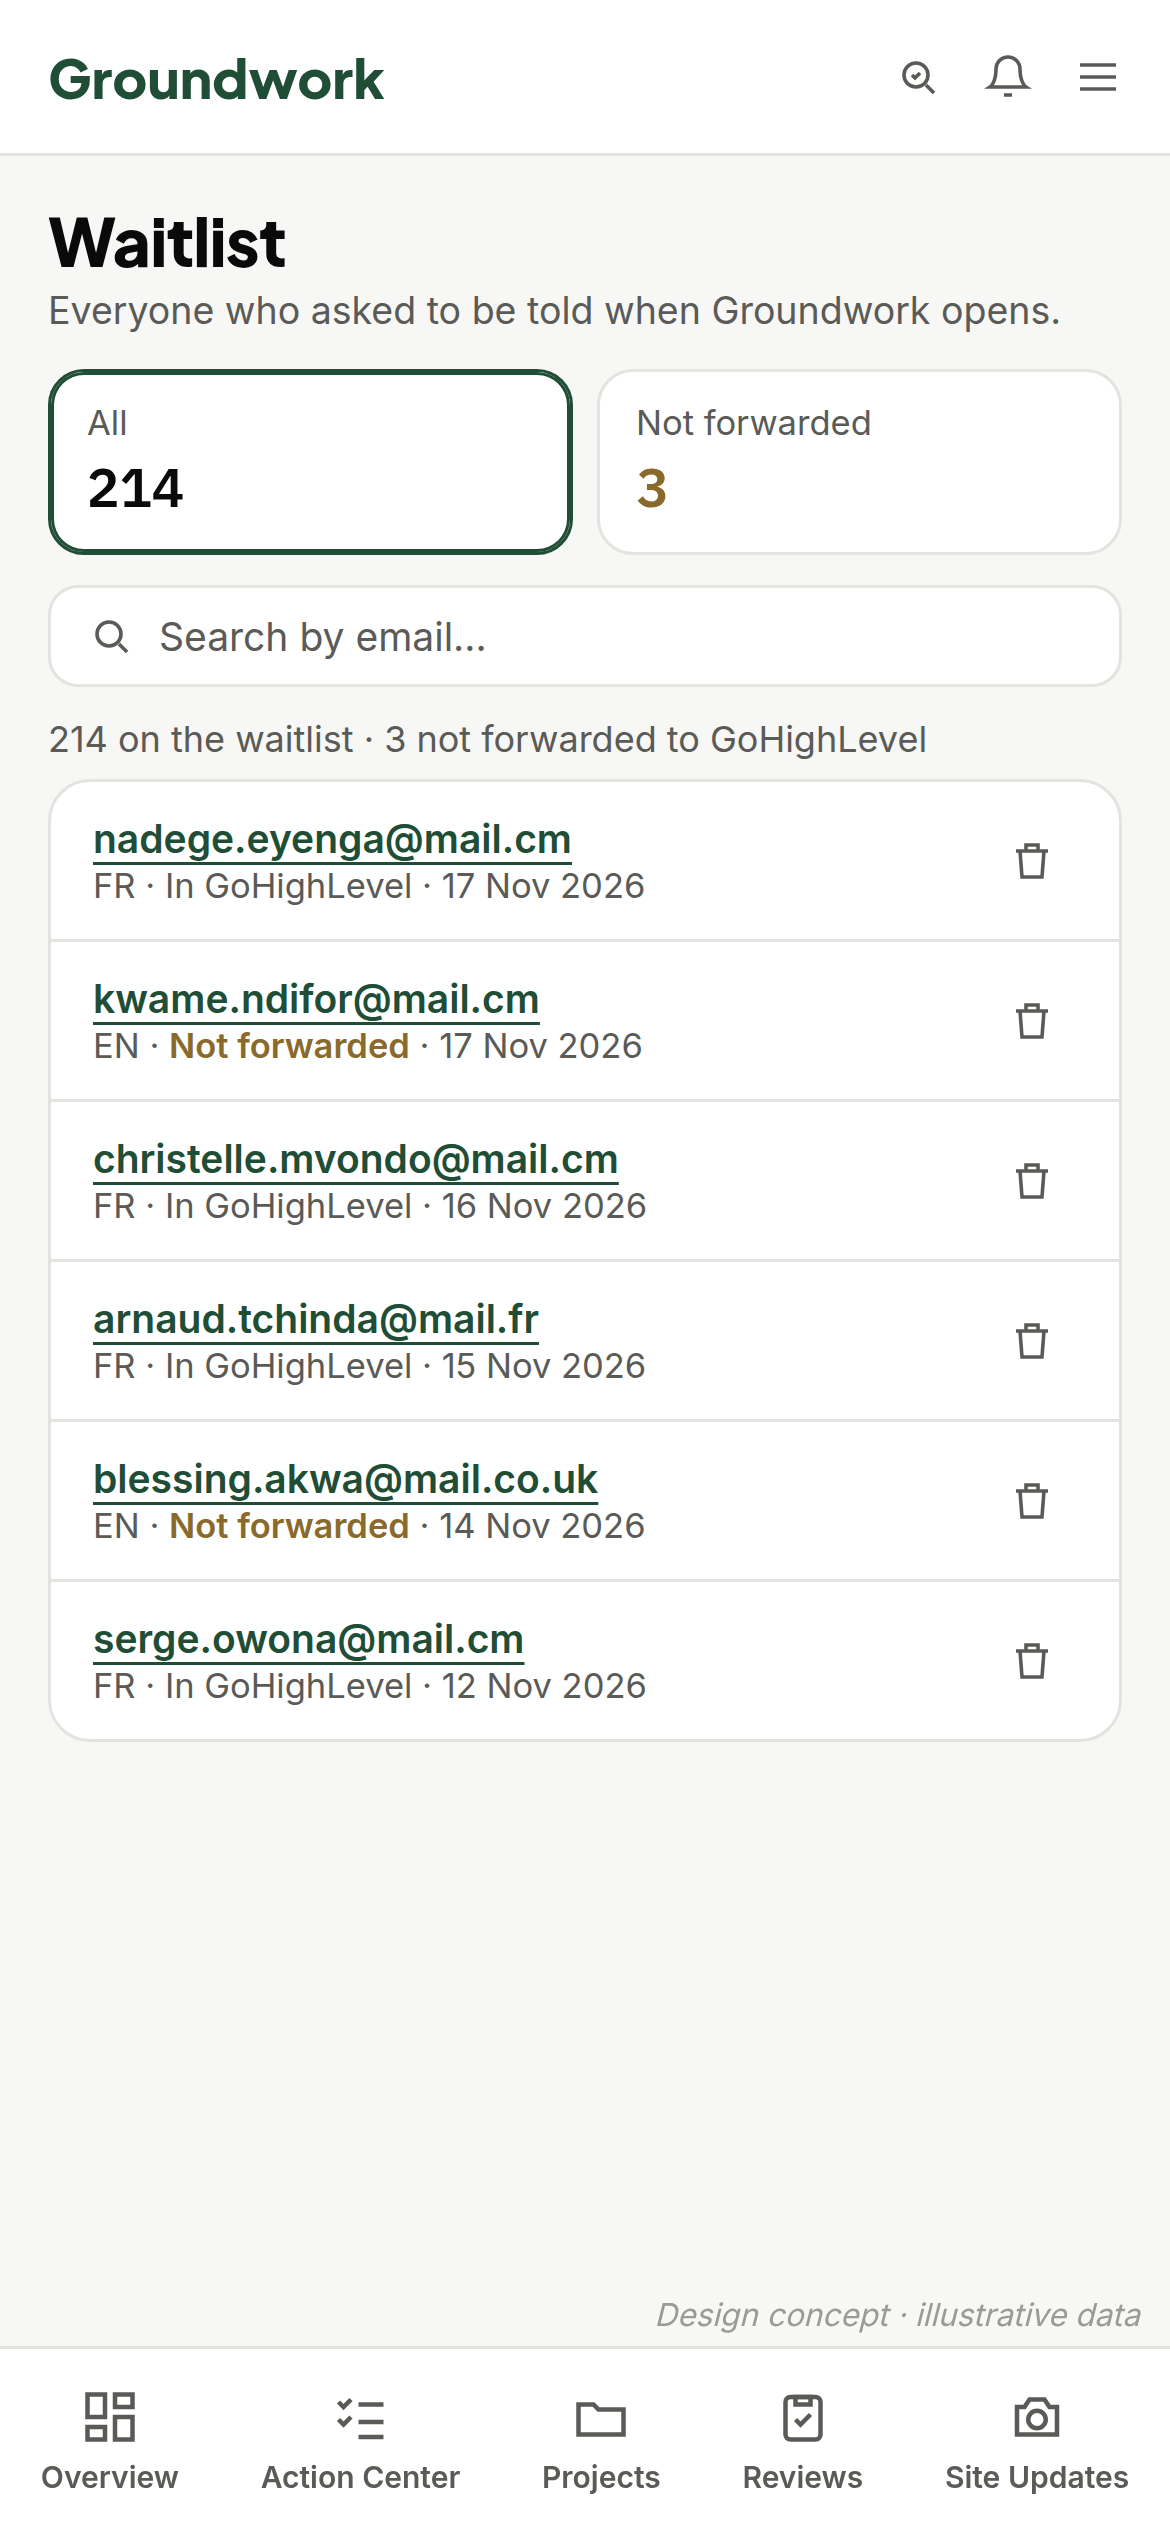 Groundwork
Waitlist
Everyone who asked to be told when Groundwork opens.
All
214
Not forwarded
3
Search by email...
214 on the waitlist · 3 not forwarded to GoHighLevel
nadege.eyenga@mail.cm
FR · In GoHighLevel · 17 Nov 2026
kwame.ndifor@mail.cm
EN · Not forwarded · 17 Nov 2026
christelle.mvondo@mail.cm
FR · In GoHighLevel · 16 Nov 2026
arnaud.tchinda@mail.fr
FR · In GoHighLevel · 15 Nov 2026
blessing.akwa@mail.co.uk
EN · Not forwarded · 14 Nov 2026
serge.owona@mail.cm
FR · In GoHighLevel · 12 Nov 2026
Design concept · illustrative data
Overview
Action Center
Projects
Reviews
Site Updates